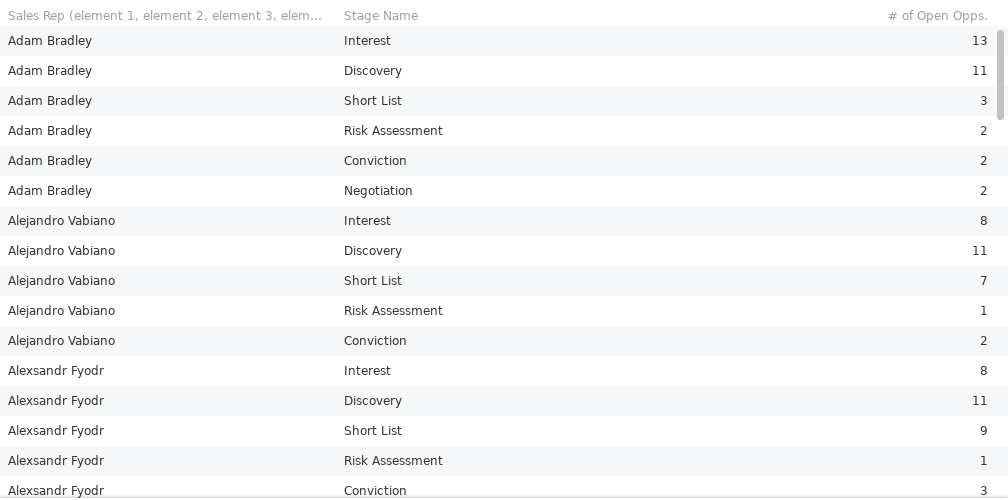 Sales Rep (element 1, element 2, element 3, elem... Stage Name # of Open Opps.
Adam Bradley Interest 13
Adam Bradley Discovery 11
Adam Bradley Short List 3
Adam Bradley Risk Assessment 2
Adam Bradley Conviction 2
Adam Bradley Negotiation 2
Alejandro Vabiano Interest 8
Alejandro Vabiano Discovery 11
Alejandro Vabiano Short List 7
Alejandro Vabiano Risk Assessment 1
Alejandro Vabiano Conviction 2
Alexsandr Fyodr Interest 8
Alexsandr Fyodr Discovery 11
Alexsandr Fyodr Short List 9
Alexsandr Fyodr Risk Assessment 1
Alexsandr Fyodr Conviction 3